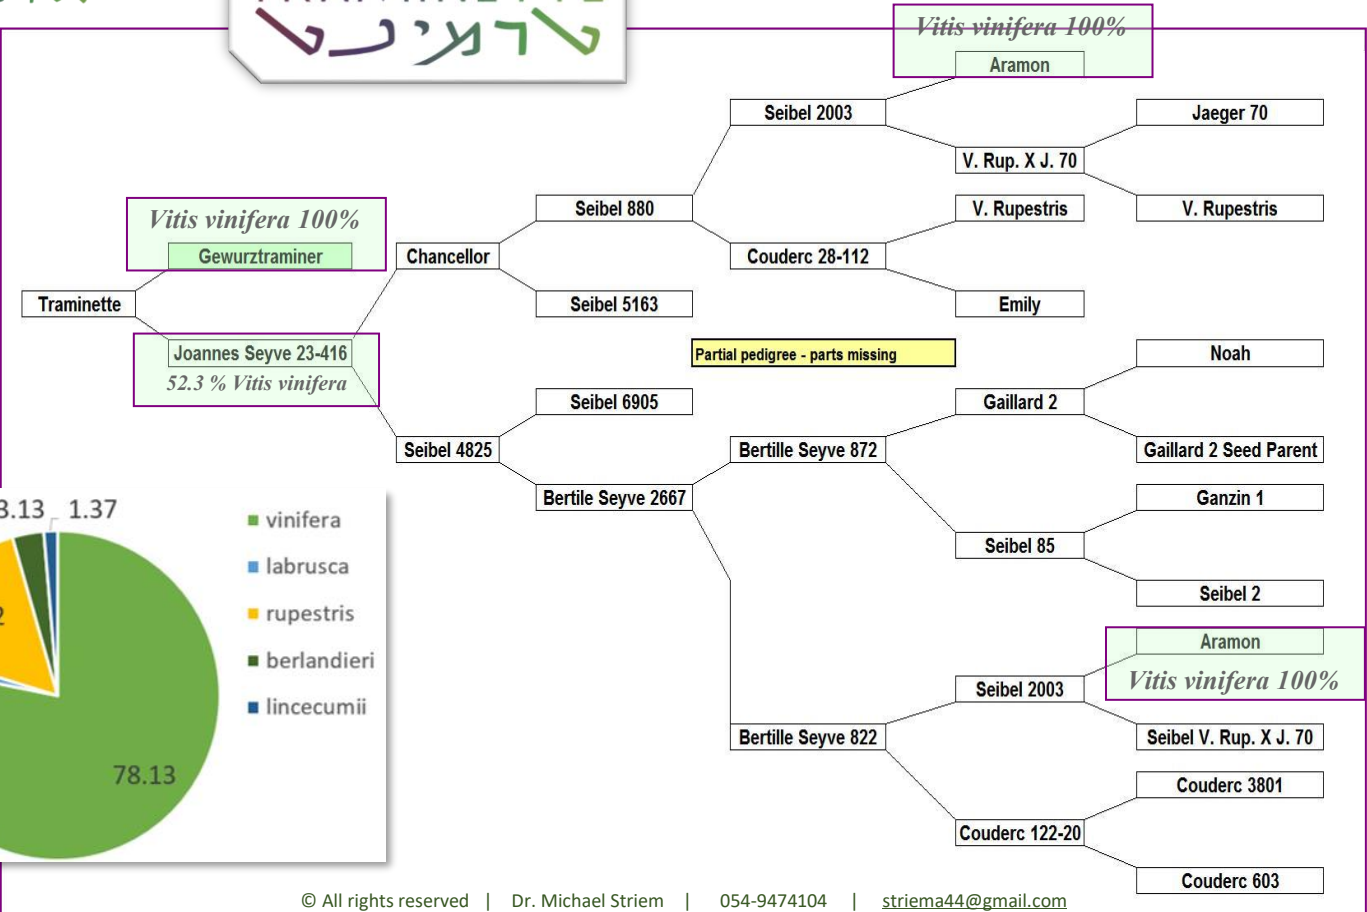 טרמינט
Vitis vinifera 100%
Aramon
Seibel 2003
Jaeger 70
V. Rup. X J. 70
Vitis vinifera 100%
Gewurztraminer
Seibel 880
V. Rupestris
V. Rupestris
Chancellor
Couderc 28-112
Traminette
Seibel 5163
Emily
Joannes Seyve 23-416
52.3 % Vitis vinifera
Partial pedigree - parts missing
Noah
Seibel 6905
Gaillard 2
Seibel 4825
Bertille Seyve 872
Gaillard 2 Seed Parent
Bertile Seyve 2667
Ganzin 1
Seibel 85
Seibel 2
3.13
1.37
vinifera
labrusca
rupestris
berlandieri
lincecumii
2
78.13
Aramon
Vitis vinifera 100%
Seibel 2003
Bertille Seyve 822
Seibel V. Rup. X J. 70
Couderc 3801
Couderc 122-20
Couderc 603
© All rights reserved | Dr. Michael Striem | 054-9474104 | striema44@gmail.com